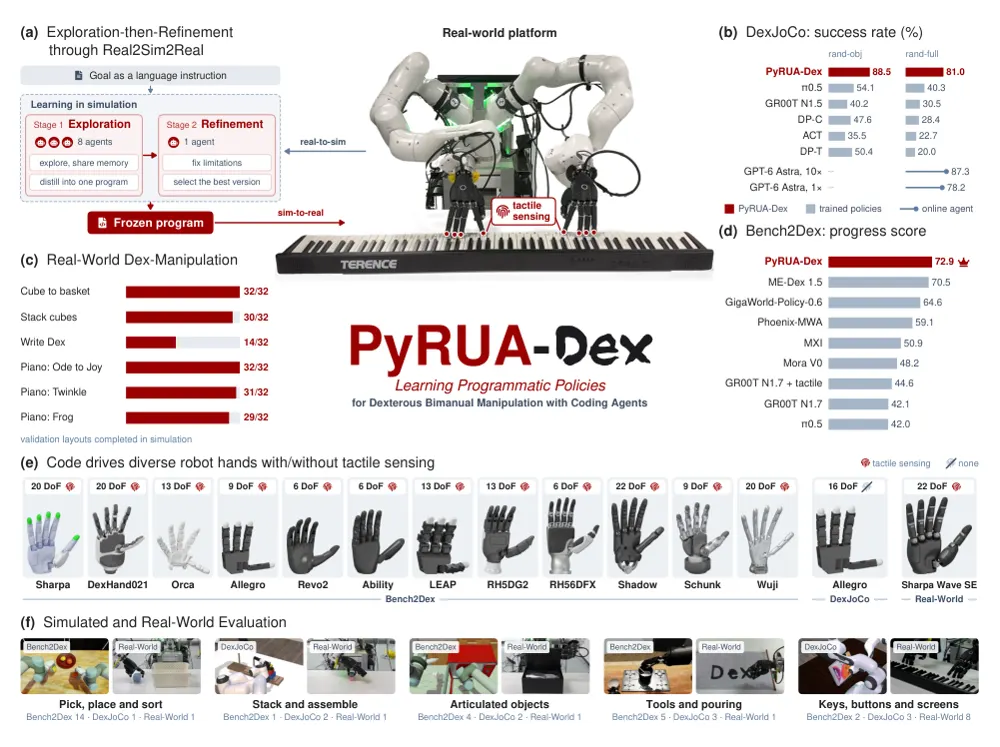 (a) Exploration-then-Refinement
through Real2Sim2Real
Goal as a language instruction
Learning in simulation
Stage 1 Exploration
8 agents
explore, share memory
distill into one program
Stage 2 Refinement
1 agent
fix limitations
select the best version
Frozen program
real-to-sim
sim-to-real
Real-world platform
tactile
sensing
TERENCE
(b) DexJoCo: success rate (%)
rand-obj rand-full
PyRUA-Dex 88.5 81.0
π0.5 54.1 40.3
GR00T N1.5 40.2 30.5
DP-C 47.6 28.4
ACT 35.5 22.7
DP-T 50.4 20.0
GPT-6 Astra, 10× – 87.3
GPT-6 Astra, 1× – 78.2
PyRUA-Dex trained policies online agent
(c) Real-World Dex-Manipulation
Cube to basket 32/32
Stack cubes 30/32
Write Dex 14/32
Piano: Ode to Joy 32/32
Piano: Twinkle 31/32
Piano: Frog 29/32
validation layouts completed in simulation
PyRUA-Dex
Learning Programmatic Policies
for Dexterous Bimanual Manipulation with Coding Agents
(d) Bench2Dex: progress score
PyRUA-Dex 72.9
ME-Dex 1.5 70.5
GigaWorld-Policy-0.6 64.6
Phoenix-MWA 59.1
MXI 50.9
Mora V0 48.2
GR00T N1.7 + tactile 44.6
GR00T N1.7 42.1
π0.5 42.0
(e) Code drives diverse robot hands with/without tactile sensing
tactile sensing none
20 DoF 20 DoF 13 DoF 9 DoF 6 DoF 6 DoF 13 DoF 13 DoF 6 DoF 22 DoF 9 DoF 20 DoF 16 DoF 22 DoF
Sharpa DexHand021 Orca Allegro Revo2 Ability LEAP RH5DG2 RH56DFX Shadow Schunk Wuji Allegro Sharpa Wave SE
Bench2Dex DexJoCo Real-World
(f) Simulated and Real-World Evaluation
Bench2Dex Real-World DexJoCo Real-World Bench2Dex Real-World Bench2Dex Real-World DexJoCo Real-World
Dex
Pick, place and sort Stack and assemble Articulated objects Tools and pouring Keys, buttons and screens
Bench2Dex 14 · DexJoCo 1 · Real-World 1 Bench2Dex 1 · DexJoCo 2 · Real-World 1 Bench2Dex 4 · DexJoCo 2 · Real-World 1 Bench2Dex 5 · DexJoCo 3 · Real-World 1 Bench2Dex 2 · DexJoCo 3 · Real-World 8